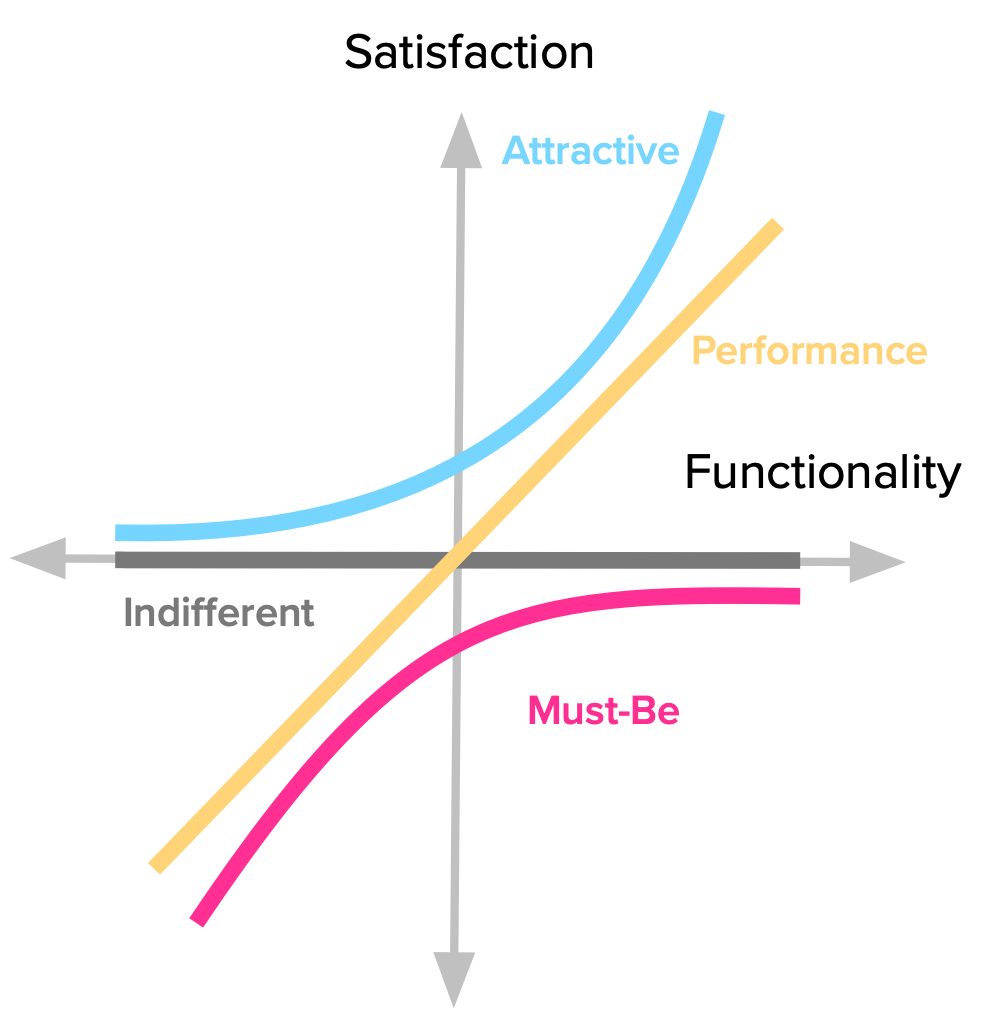 Satisfaction
Attractive
Performance
Functionality
Indifferent
Must-Be